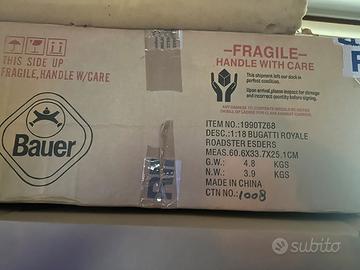 THIS SIDE UP
FRAGILE, HANDLE W/CARE
Bauer
–FRAGILE–
HANDLE WITH CARE
This shipment left our dock in
perfect condition.
Upon arrival, please inspect for damage
and incorrect quantity before signing.
ITEM NO.:1990TZ68
DESC.:1:18 BUGATTI ROYALE
ROADSTER ESDERS
MEAS.60.6X33.7X25.1CM
G.W.: 4.8 KGS
N.W.: 3.9 KGS
MADE IN CHINA
CTN NO.: 1008
subito